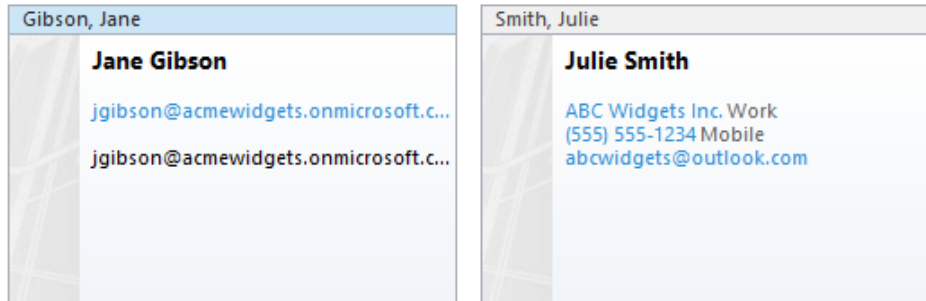 Gibson, Jane
Jane Gibson
jgibson@acmewidgets.onmicrosoft.c...
jgibson@acmewidgets.onmicrosoft.c...
Smith, Julie
Julie Smith
ABC Widgets Inc. Work
(555) 555-1234 Mobile
abcwidgets@outlook.com